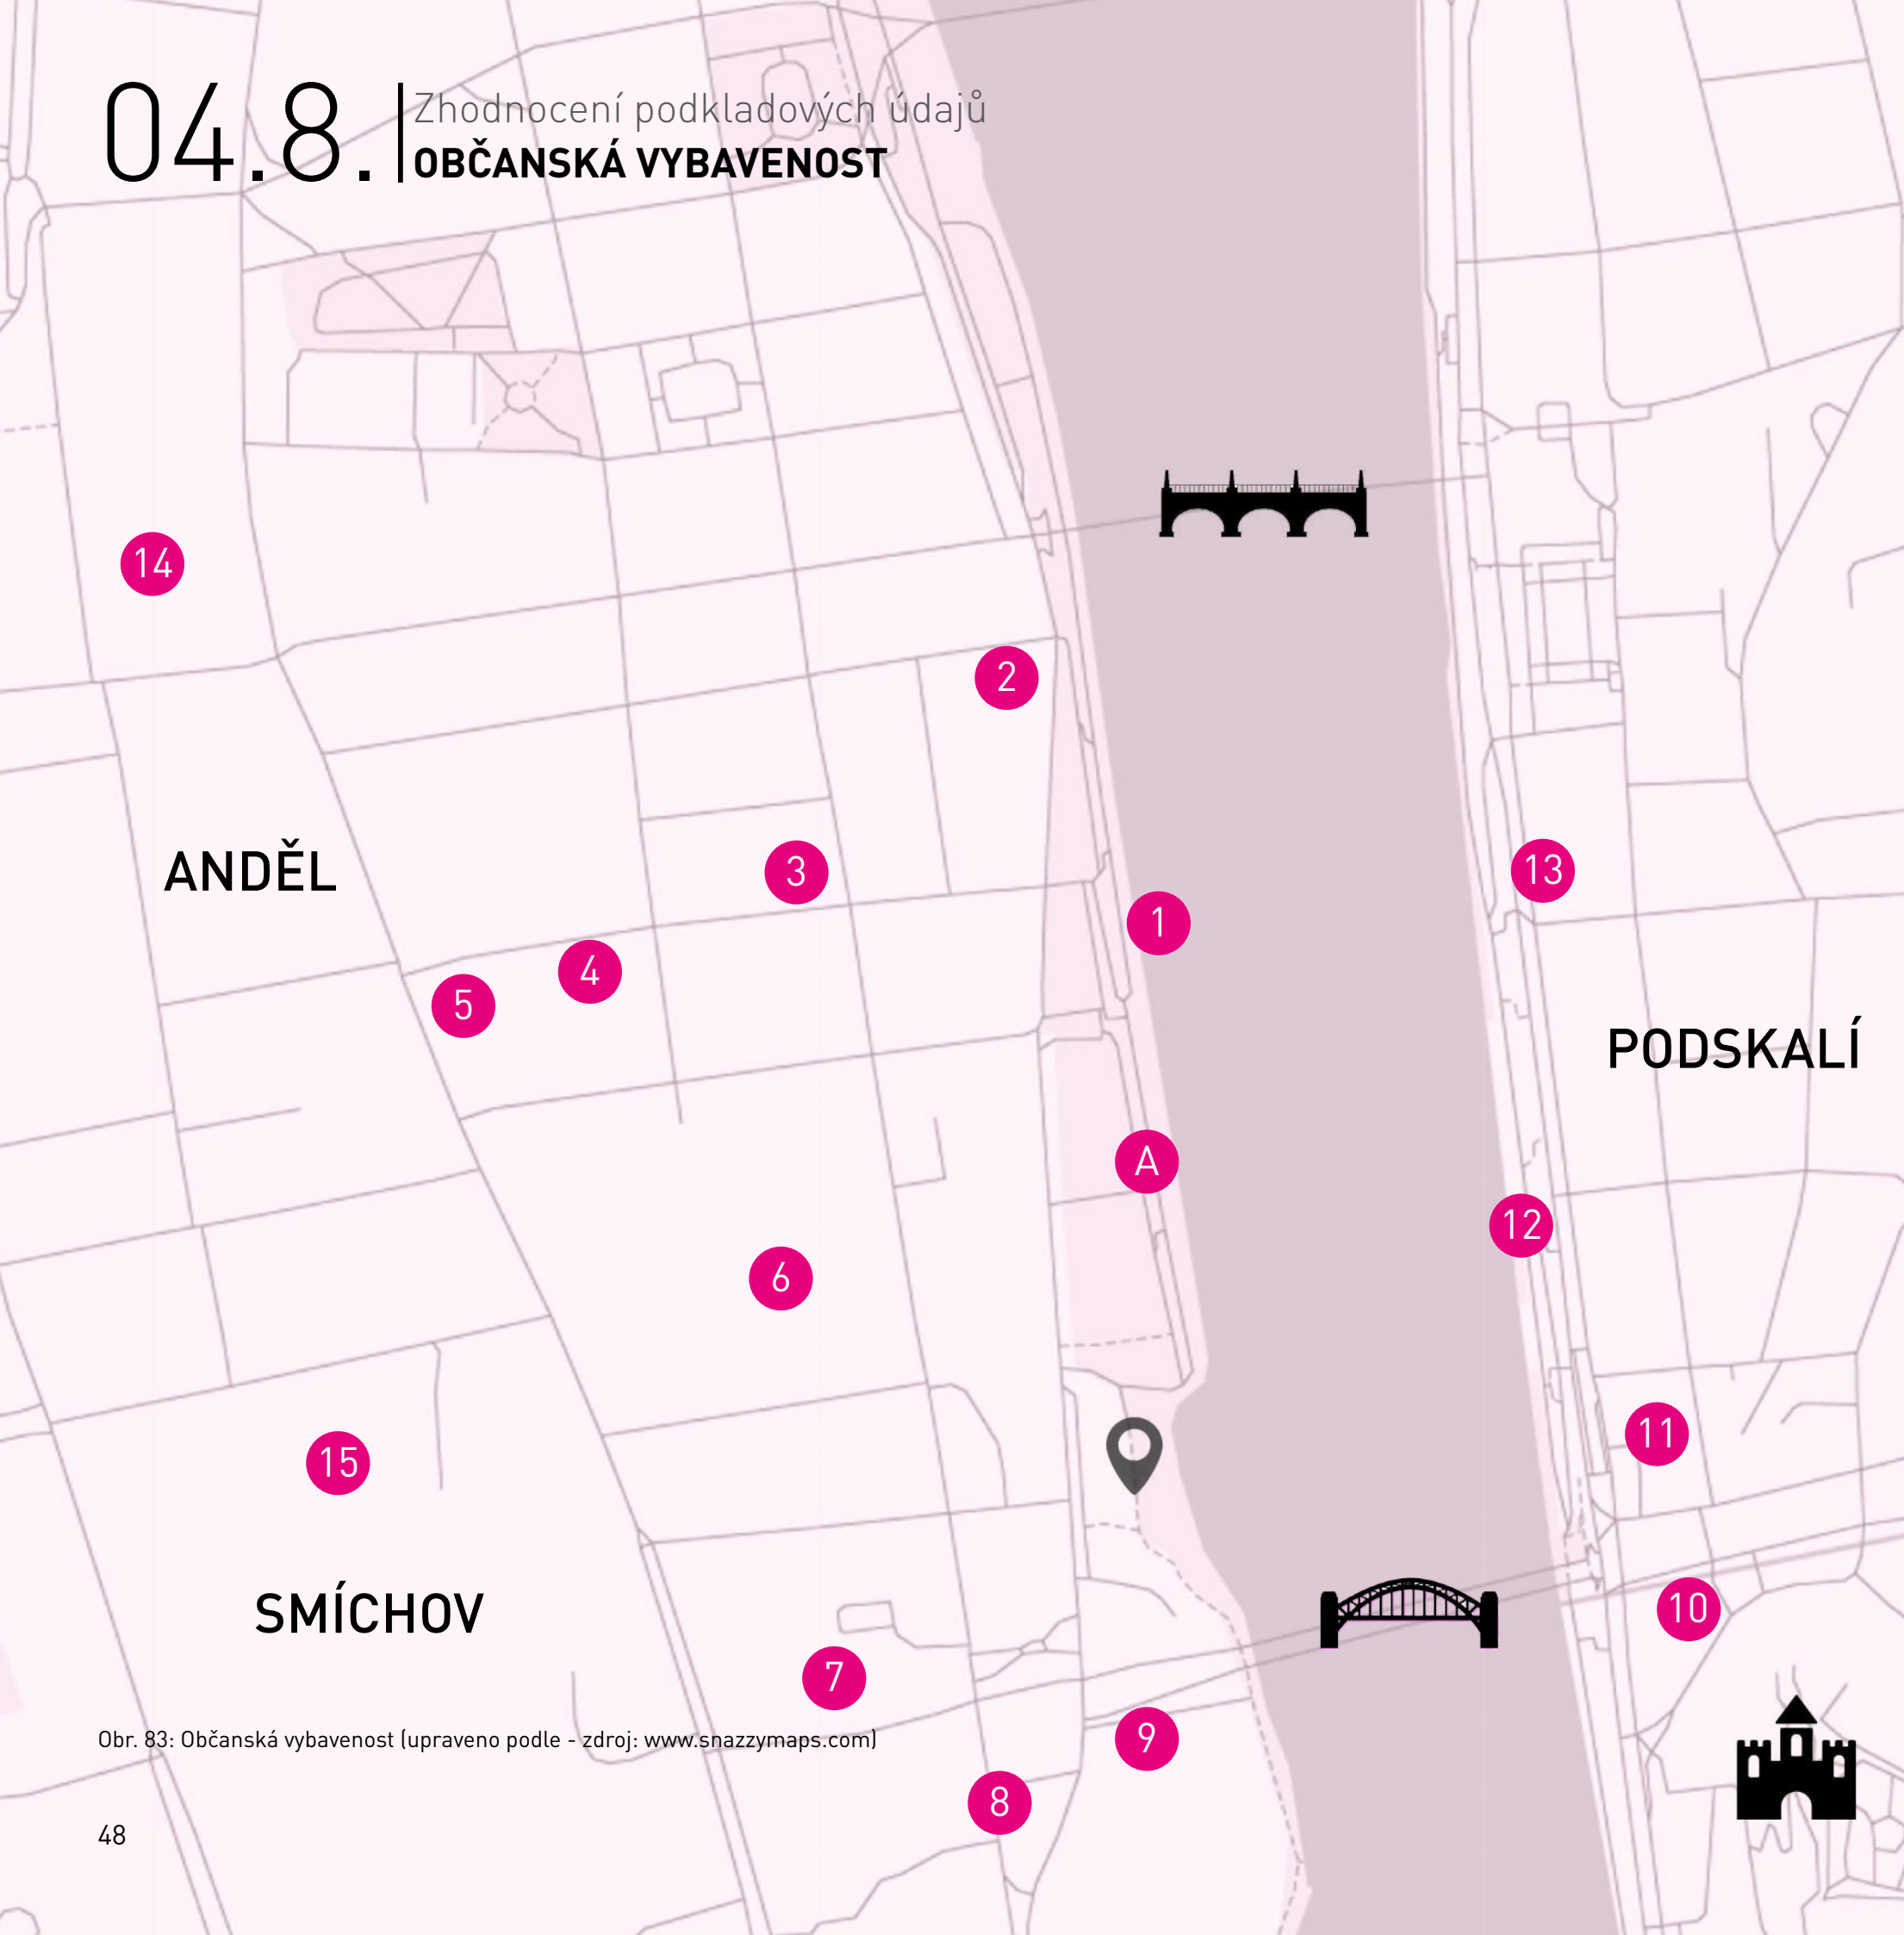 04.8.
Zhodnocení podkladových údajů
OBČANSKÁ VYBAVENOST
14
2
ANDĚL
3
13
1
4
5
PODSKALÍ
A
12
6
11
15
SMÍCHOV
10
7
Obr. 83: Občanská vybavenost (upraveno podle - zdroj: www.snazzymaps.com)
9
8
48